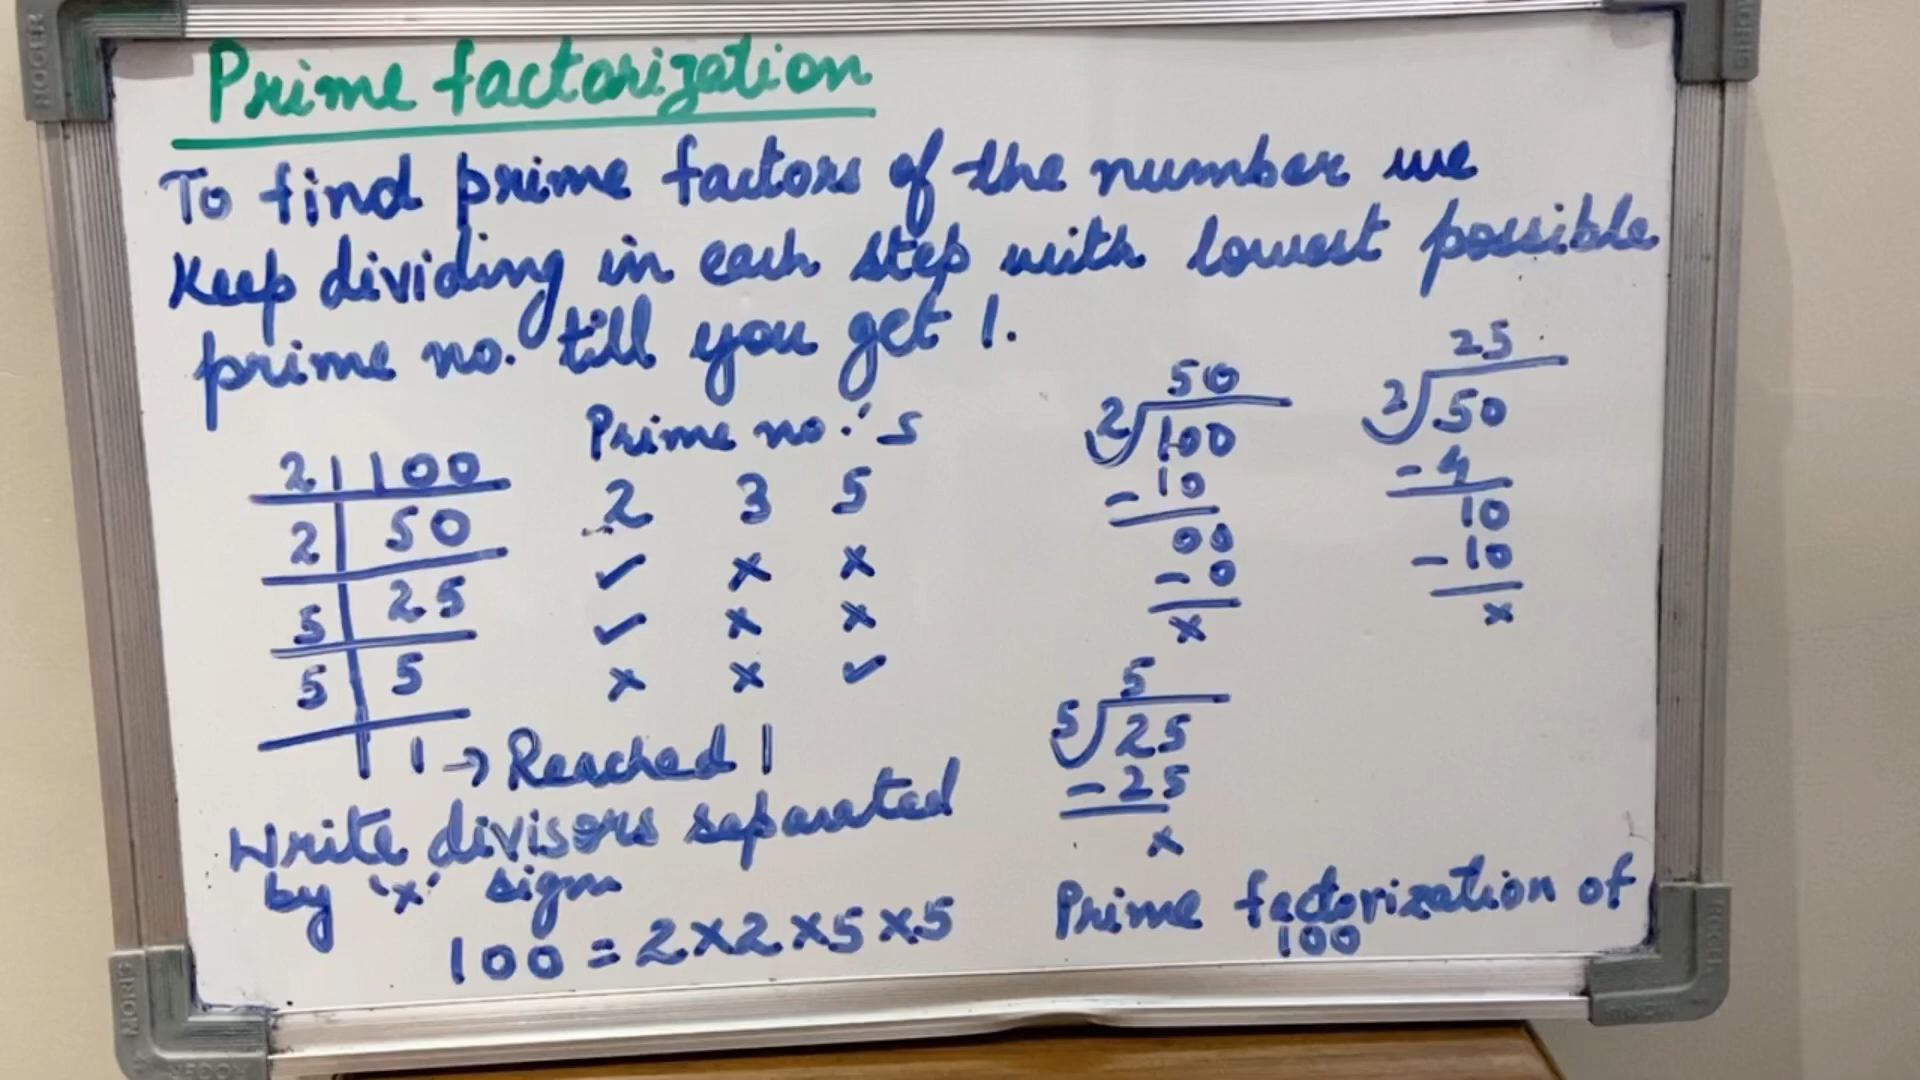 Prime factorization
To find prime factors of the number we
Keep dividing in each step with lowest possible
prime no. till you get 1.
2 | 100
2 | 50
5 | 25
5 | 5
1 → Reached 1
Prime no.'s
2 3 5
✓ × ×
✓ × ×
× × ✓
50
2 100
- 10
00
- 0
×
25
2 50
- 4
10
- 10
×
5
5 25
- 25
×
Write divisors separated
by 'x' sign
100 = 2×2×5×5
Prime factorization of
100